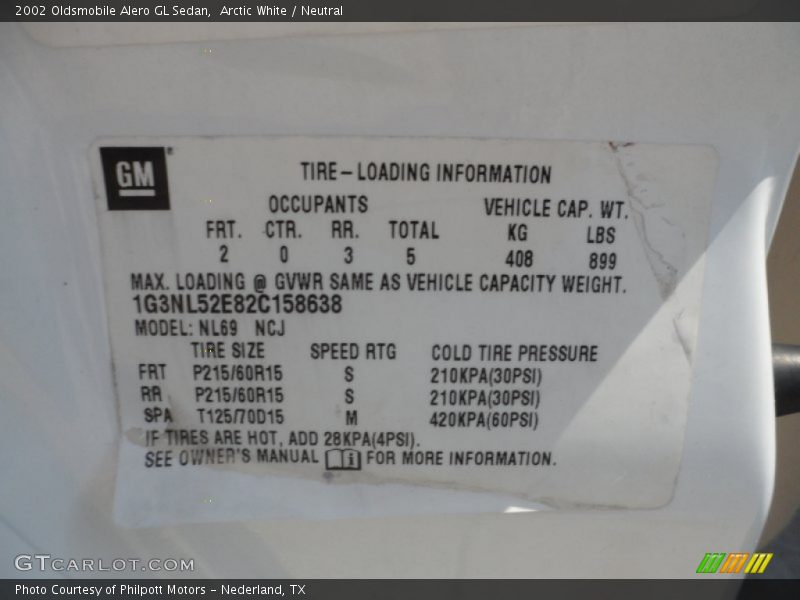 2002 Oldsmobile Alero GL Sedan, Arctic White / Neutral
GM
TIRE-LOADING INFORMATION
OCCUPANTS VEHICLE CAP. WT.
FRT. CTR. RR. TOTAL KG LBS
2 0 3 5 408 899
MAX. LOADING @ GVWR SAME AS VEHICLE CAPACITY WEIGHT.
1G3NL52E82C158638
MODEL: NL69 NCJ
TIRE SIZE SPEED RTG COLD TIRE PRESSURE
FRT P215/60R15 S 210KPA(30PSI)
RR P215/60R15 S 210KPA(30PSI)
SPA T125/70D15 M 420KPA(60PSI)
IF TIRES ARE HOT, ADD 28KPA(4PSI).
SEE OWNER'S MANUAL i FOR MORE INFORMATION.
GTCARLOT.COM
Photo Courtesy of Philpott Motors - Nederland, TX